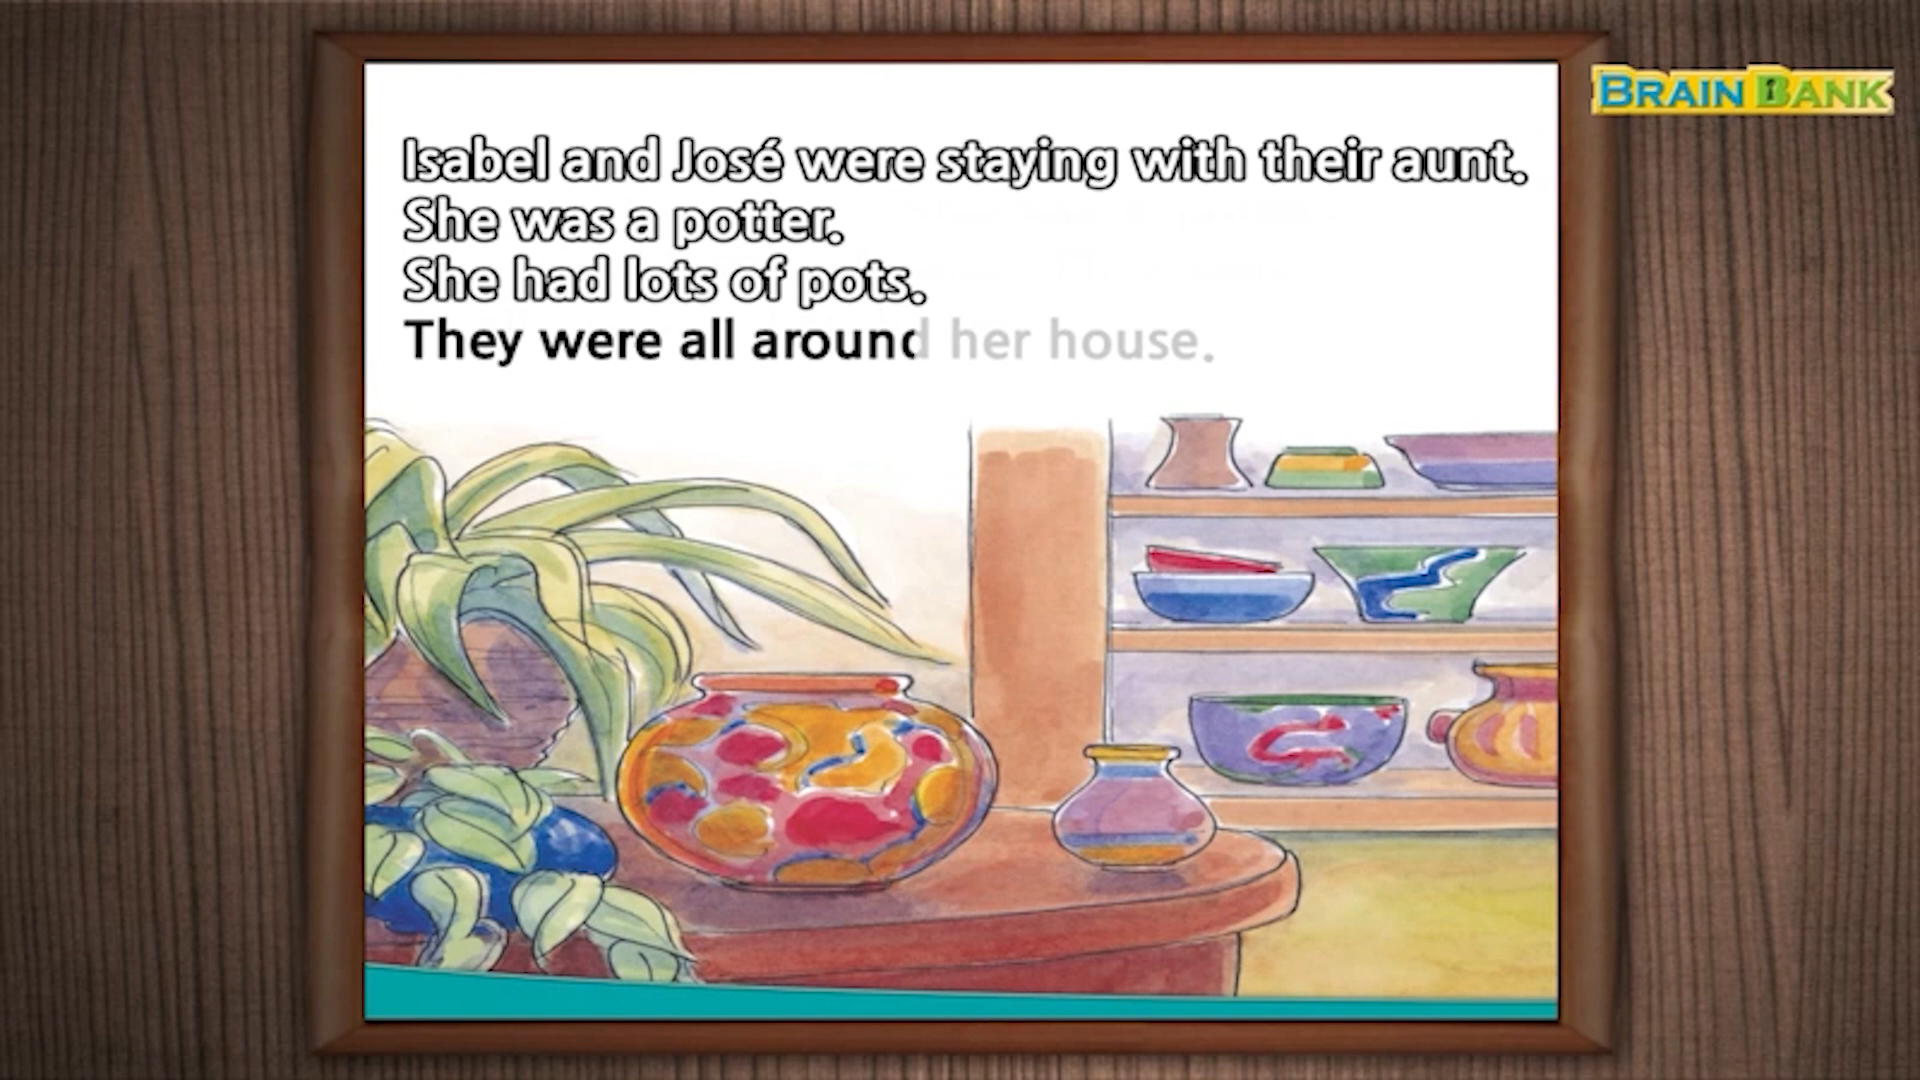 Isabel and José were staying with their aunt.
She was a potter.
She had lots of pots.
They were all around her house.
BRAIN BANK